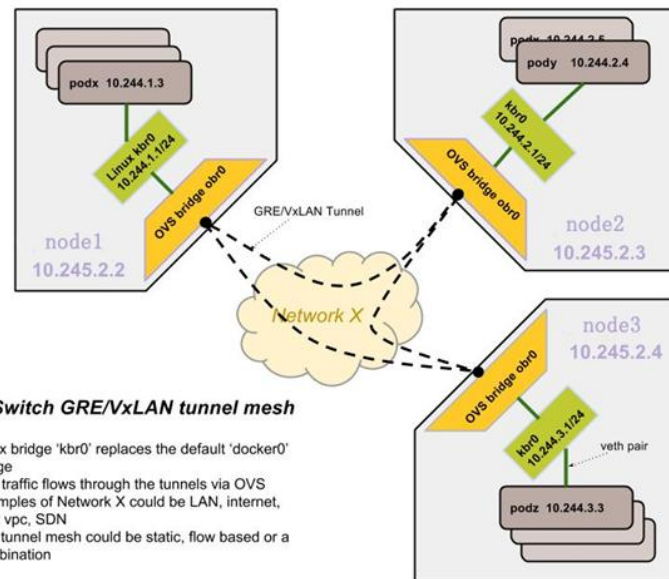 podx 10.244.1.3
Linux kbr0
10.244.1.1/24
OVS bridge obr0
node1
10.245.2.2
GRE/VxLAN Tunnel
Network X
10.244.2.5
pody 10.244.2.4
kbr0
10.244.2.1/24
OVS bridge obr0
node2
10.245.2.3
node3
10.245.2.4
OVS bridge obr0
kbr0
10.244.3.1/24
veth pair
podz 10.244.3.3
Switch GRE/VxLAN tunnel mesh
x bridge 'kbr0' replaces the default 'docker0'
ge
traffic flows through the tunnels via OVS
mples of Network X could be LAN, internet,
vpc, SDN
tunnel mesh could be static, flow based or a
bination